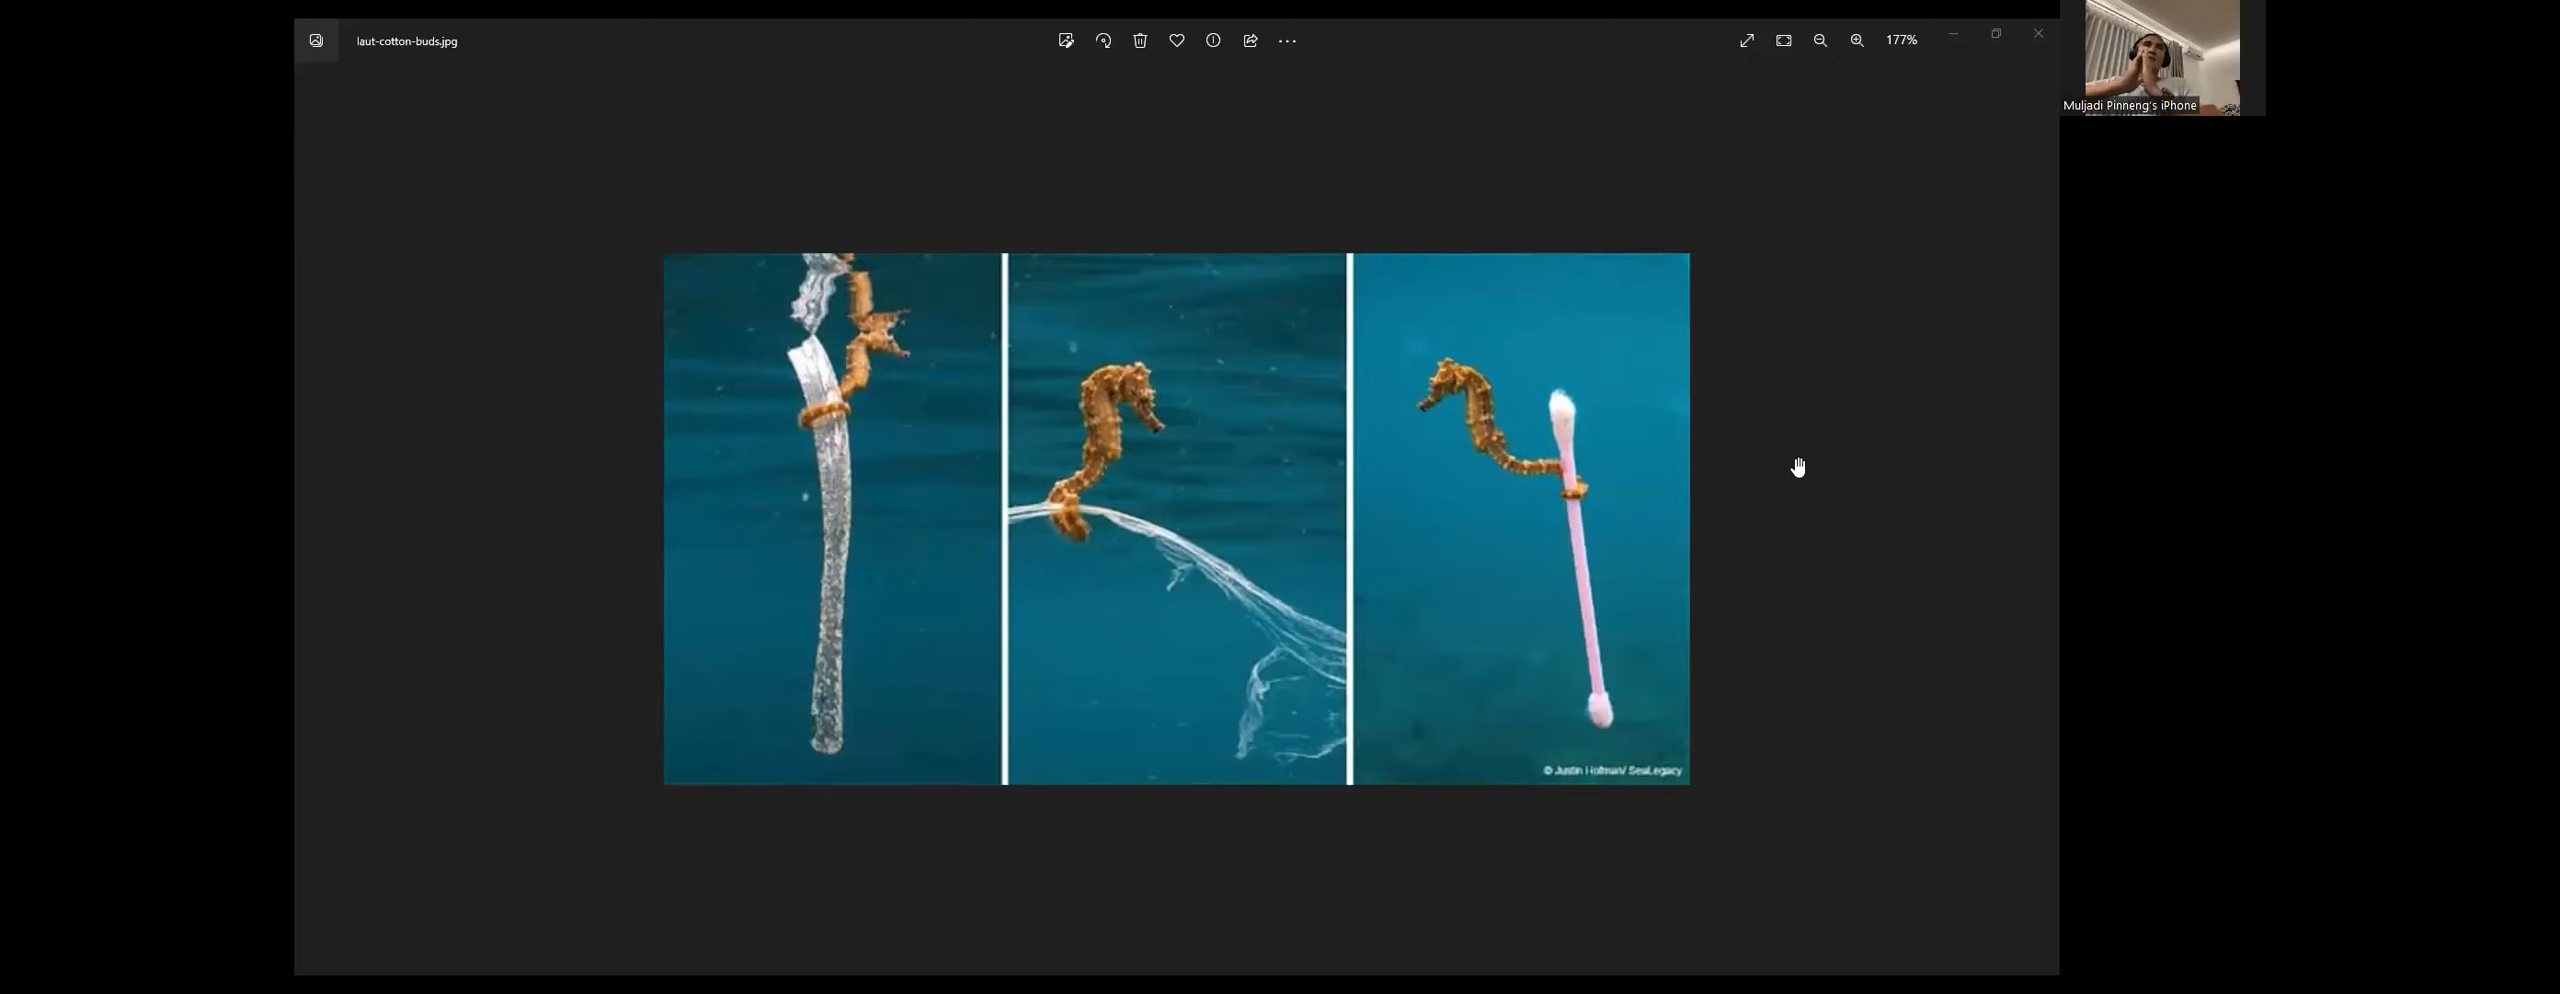 laut-cotton-buds.jpg
177%
Muljadi Pinneng's iPhone
© Justin Hofman/ SeaLegacy